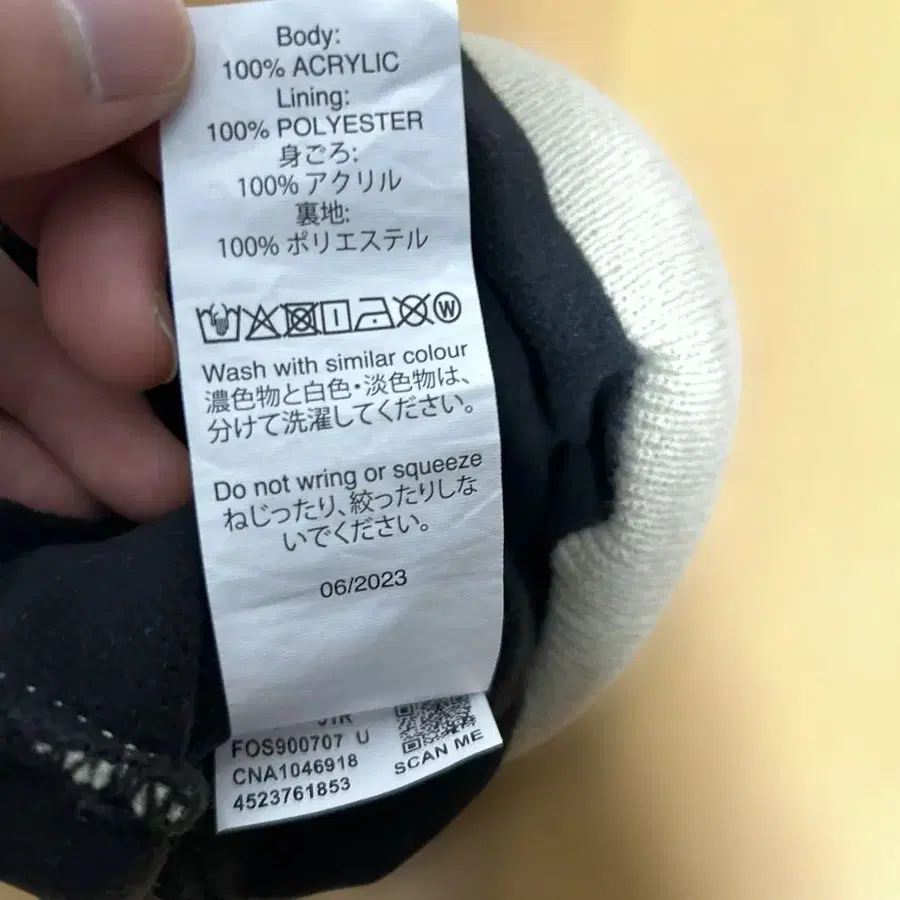 Body:
100% ACRYLIC
Lining:
100% POLYESTER
身ごろ:
100% アクリル
裏地:
100% ポリエステル
W
Wash with similar colour
濃色物と白色・淡色物は、
分けて洗濯してください。
Do not wring or squeeze
ねじったり、絞ったりしな
いでください。
06/2023
FOS900707 U
CNA1046918
4523761853
SCAN ME